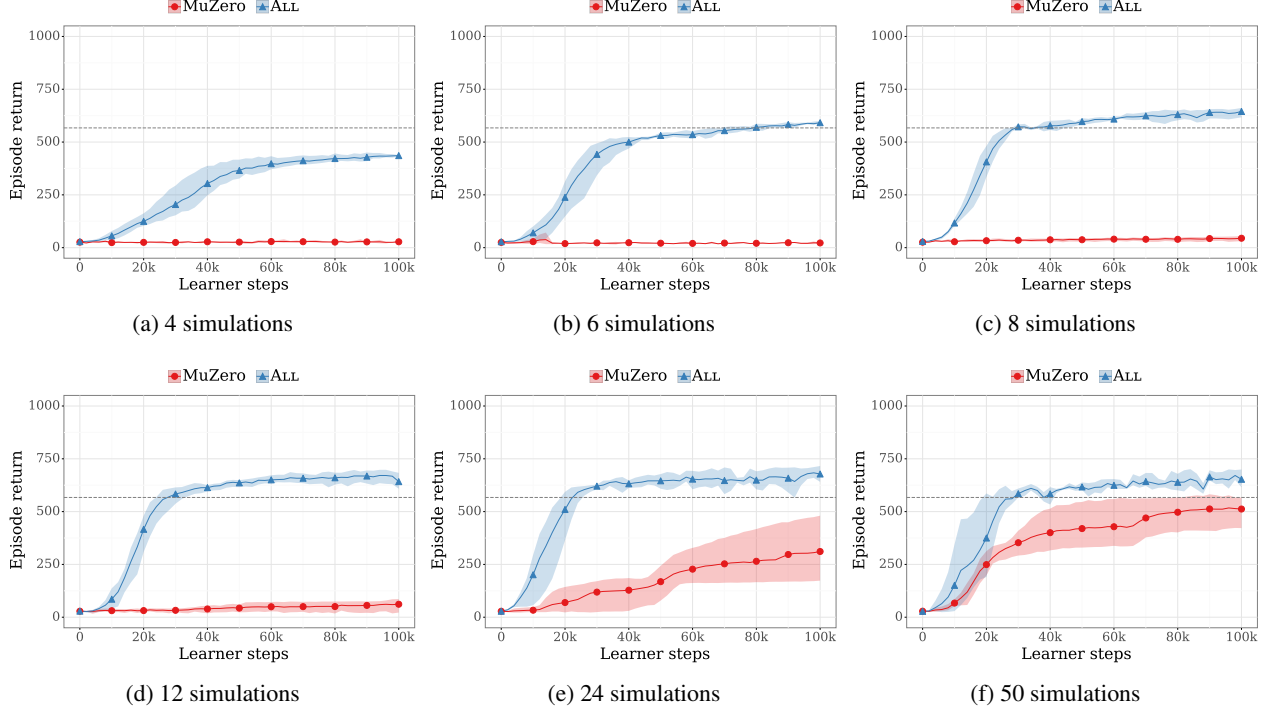 MuZero ALL
MuZero ALL
MuZero ALL
1000
750
500
250
0
Episode return
0 20k 40k 60k 80k 100k
Learner steps
(a) 4 simulations
1000
750
500
250
0
Episode return
0 20k 40k 60k 80k 100k
Learner steps
(b) 6 simulations
1000
750
500
250
0
Episode return
0 20k 40k 60k 80k 100k
Learner steps
(c) 8 simulations
MuZero ALL
MuZero ALL
MuZero ALL
1000
750
500
250
0
Episode return
0 20k 40k 60k 80k 100k
Learner steps
(d) 12 simulations
1000
750
500
250
0
Episode return
0 20k 40k 60k 80k 100k
Learner steps
(e) 24 simulations
1000
750
500
250
0
Episode return
0 20k 40k 60k 80k 100k
Learner steps
(f) 50 simulations